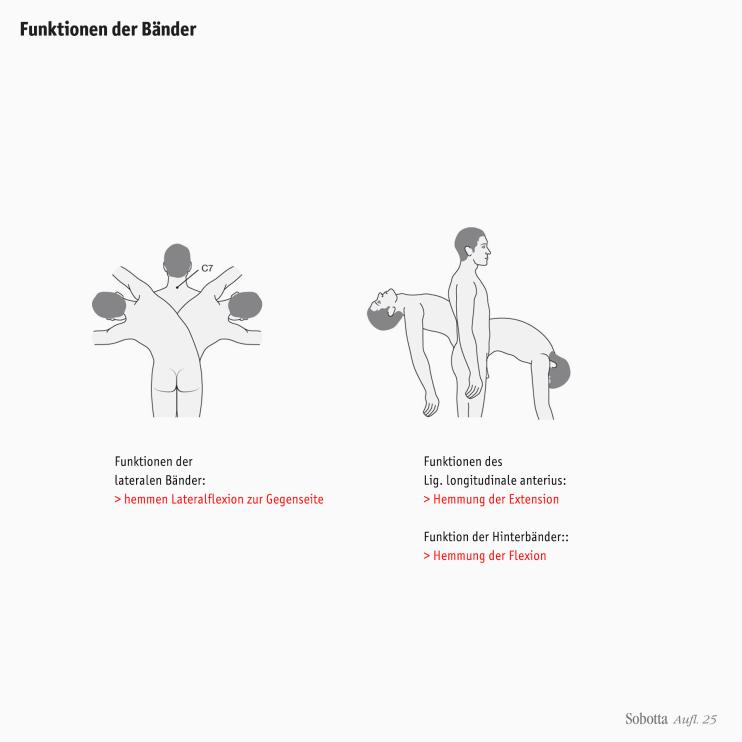 Funktionen der Bänder
C7
Funktionen der
lateralen Bänder:
> hemmen Lateralflexion zur Gegenseite
Funktionen des
Lig. longitudinale anterius:
> Hemmung der Extension
Funktion der Hinterbänder::
> Hemmung der Flexion
Sobotta Aufl. 25